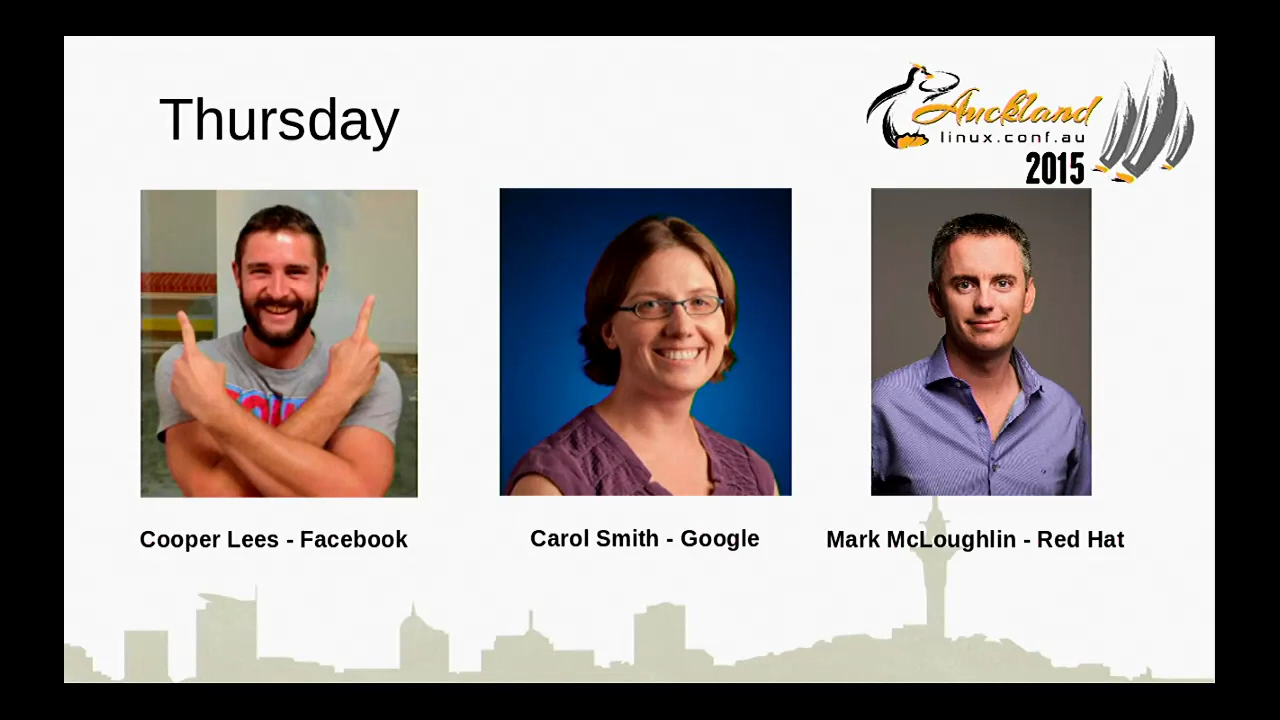 Thursday
Auckland
linux.conf.au
2015
Cooper Lees - Facebook
Carol Smith - Google
Mark McLoughlin - Red Hat